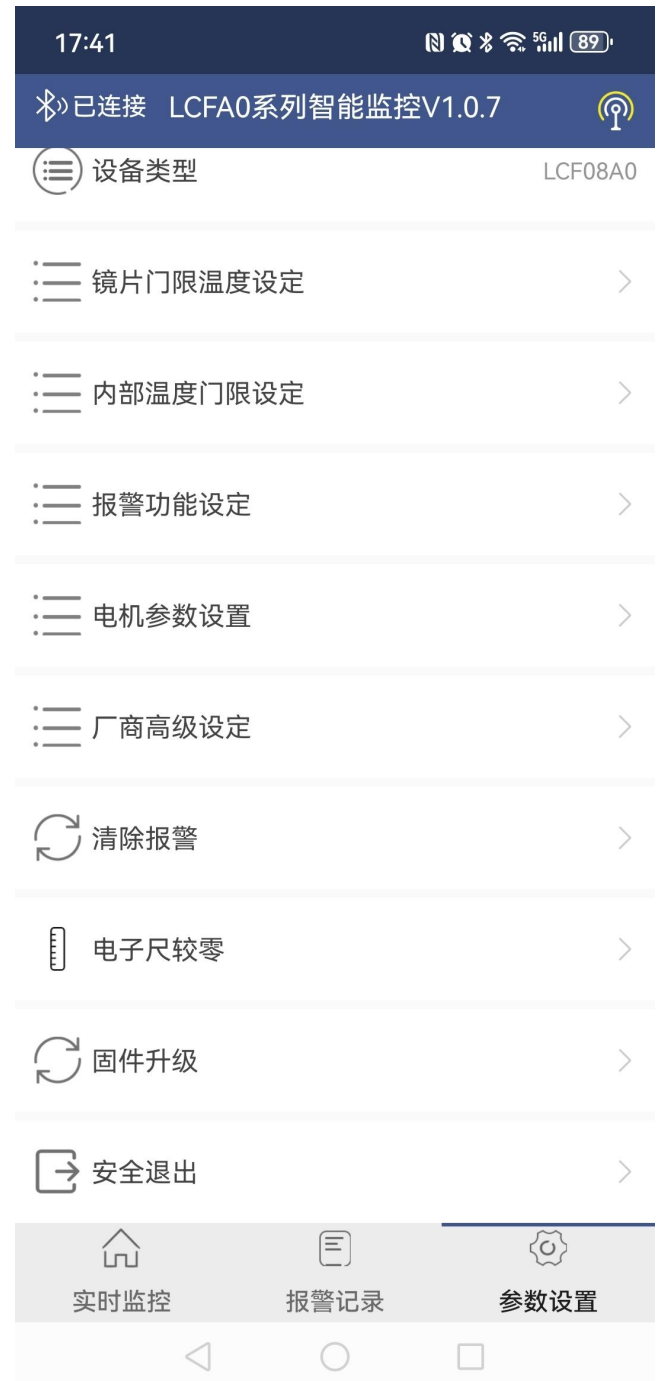 17:41 5G 89
已连接 LCFA0系列智能监控V1.0.7
设备类型 LCF08A0
镜片门限温度设定
内部温度门限设定
报警功能设定
电机参数设置
厂商高级设定
清除报警
电子尺较零
固件升级
安全退出
实时监控 报警记录 参数设置